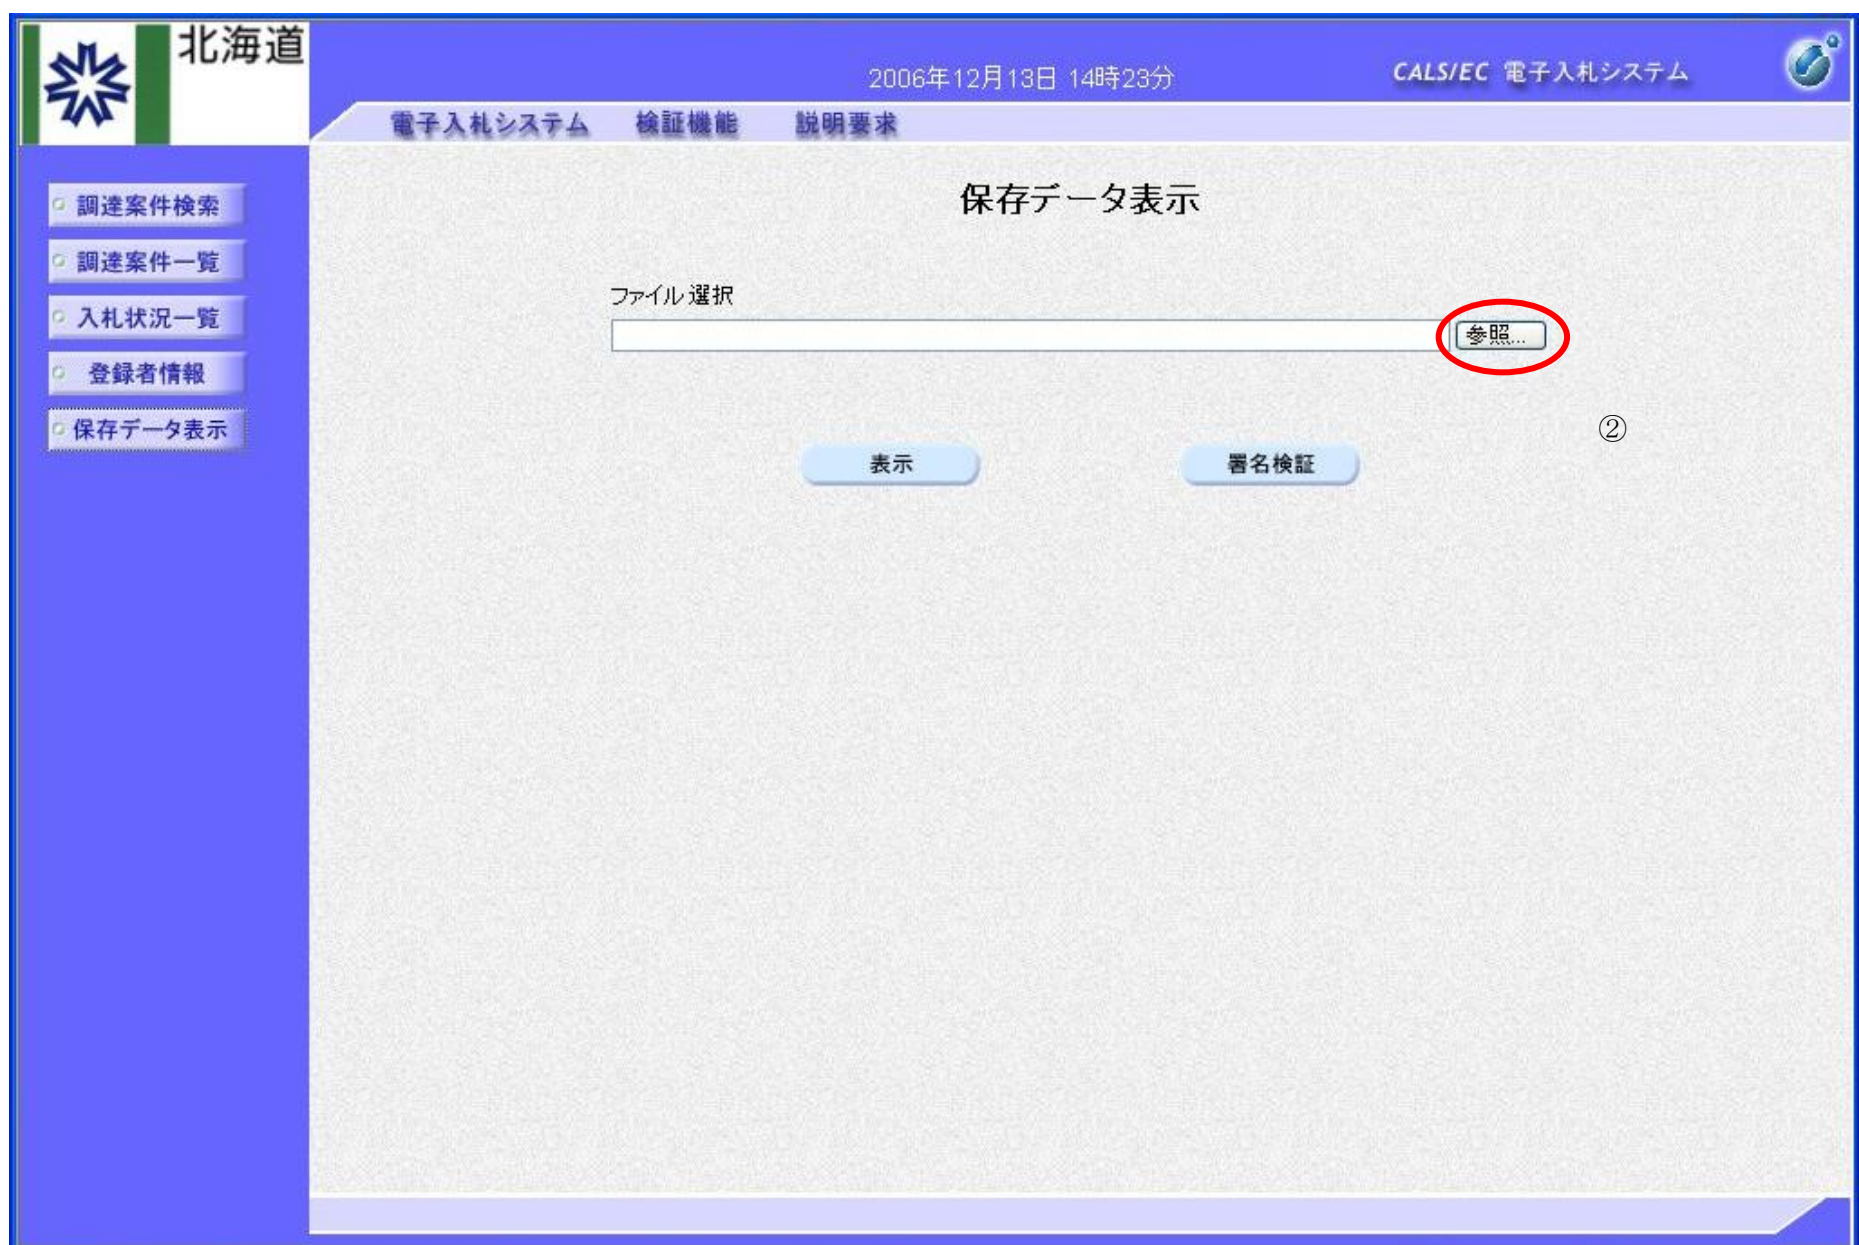 北海道
2006年12月13日 14時23分
CALS/EC 電子入札システム
電子入札システム 検証機能 説明要求
調達案件検索
調達案件一覧
入札状況一覧
登録者情報
保存データ表示
保存データ表示
ファイル選択
参照...
②
表示 署名検証